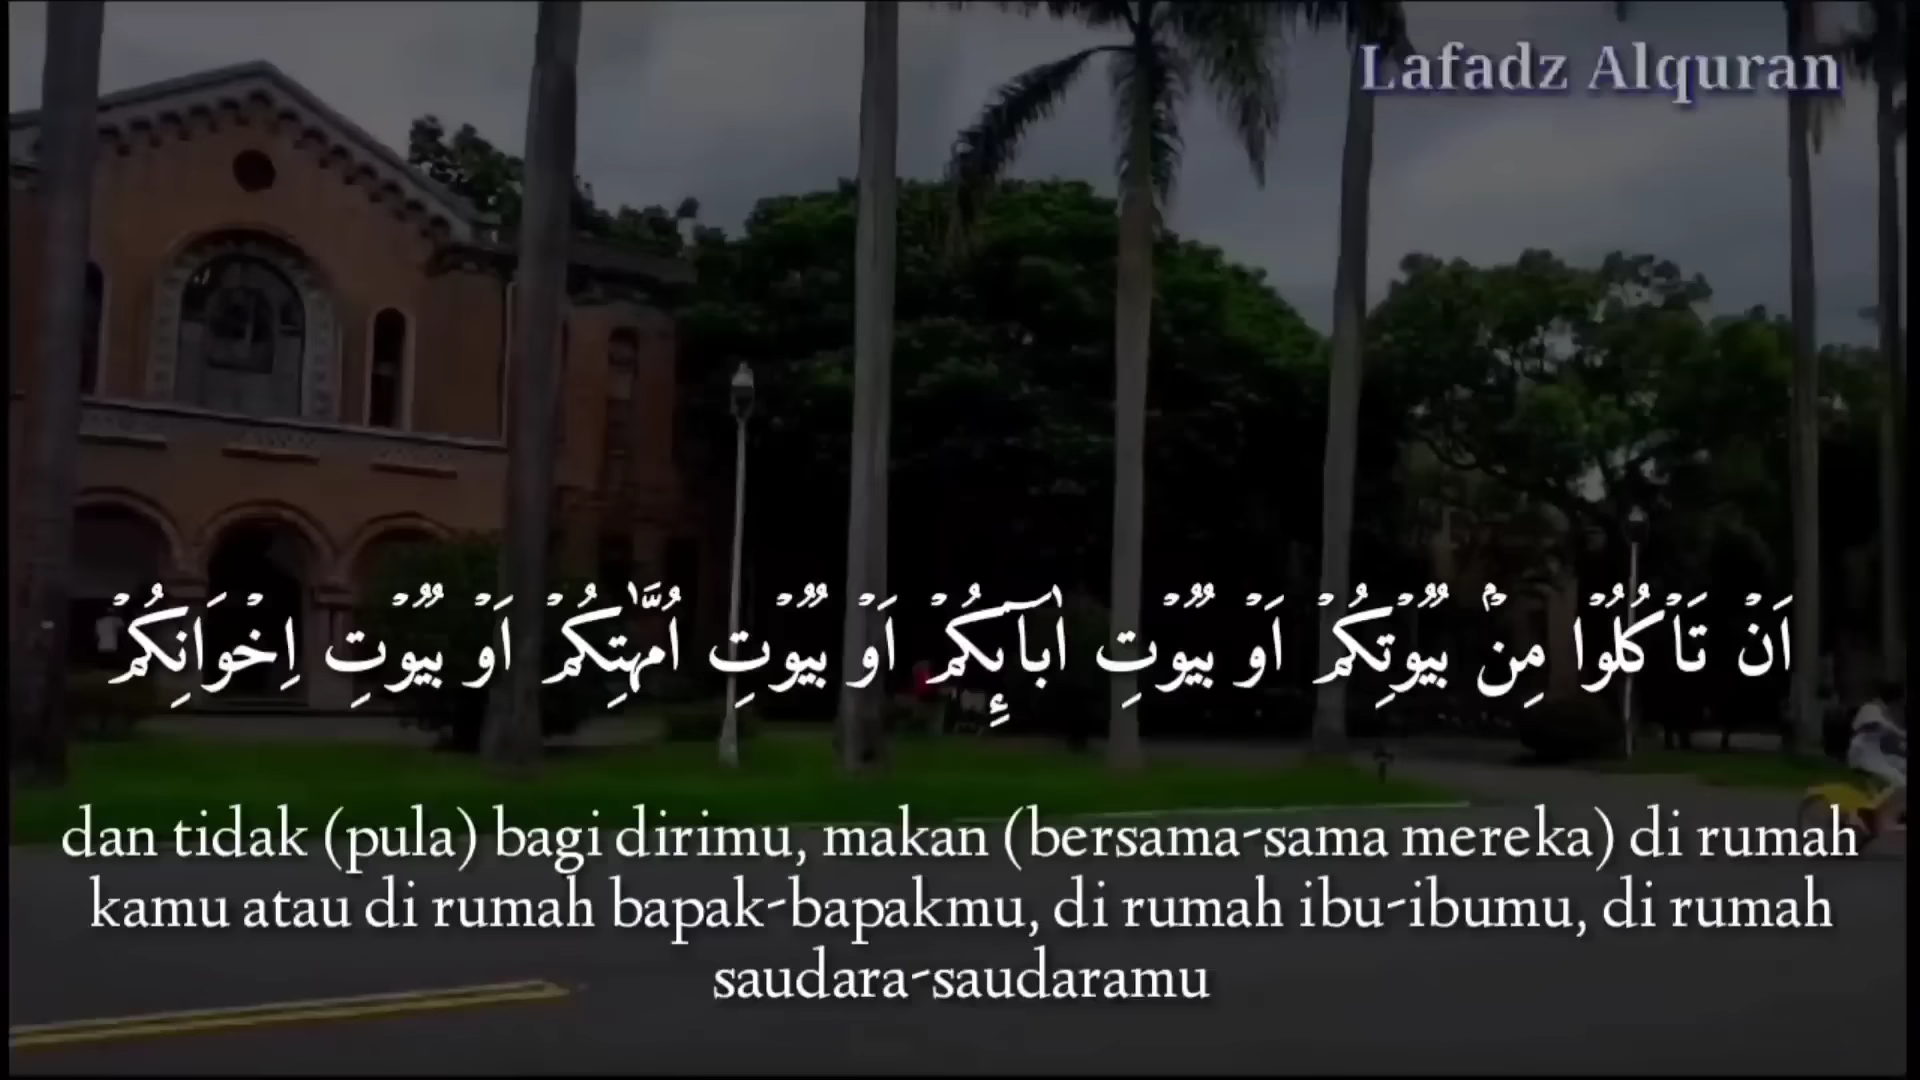 Lafadz Alquran
اَنْ تَأْكُلُوْا مِنْۢ بُيُوْتِكُمْ اَوْ بُيُوْتِ اٰبَاۤىِٕكُمْ اَوْ بُيُوْتِ اُمَّهٰتِكُمْ اَوْ بُيُوْتِ اِخْوَانِكُمْ
dan tidak (pula) bagi dirimu, makan (bersama-sama mereka) di rumah
kamu atau di rumah bapak-bapakmu, di rumah ibu-ibumu, di rumah
saudara-saudaramu